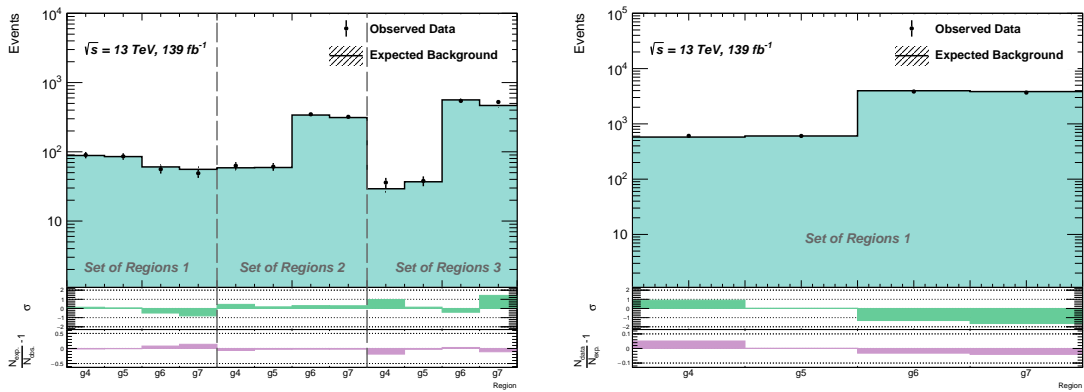 Events
10⁴
10³
10²
10
√s = 13 TeV, 139 fb⁻¹
Observed Data
Expected Background
Set of Regions 1
Set of Regions 2
Set of Regions 3
σ
2
1
0
−1
−2
N_exp. / N_obs. - 1
0.5
0
−0.5
g4 g5 g6 g7 g4 g5 g6 g7 g4 g5 g6 g7
Region
Events
10⁵
10⁴
10³
10²
10
√s = 13 TeV, 139 fb⁻¹
Observed Data
Expected Background
Set of Regions 1
σ
2
1
0
−1
−2
N_data / N_exp. - 1
0.1
0
−0.1
g4 g5 g6 g7
Region